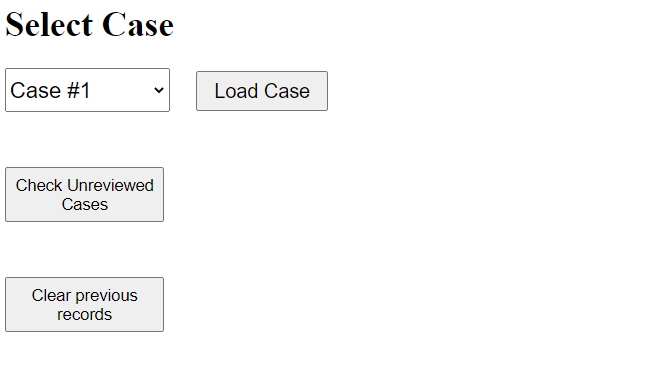 Select Case
Case #1
Load Case
Check Unreviewed
Cases
Clear previous
records